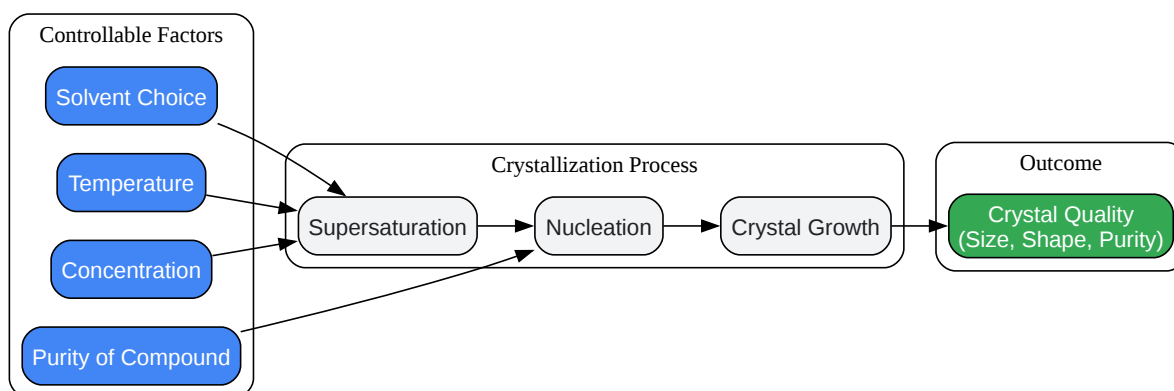 Controllable Factors
Solvent Choice
Temperature
Concentration
Purity of Compound
Crystallization Process
Supersaturation
Nucleation
Crystal Growth
Outcome
Crystal Quality
(Size, Shape, Purity)